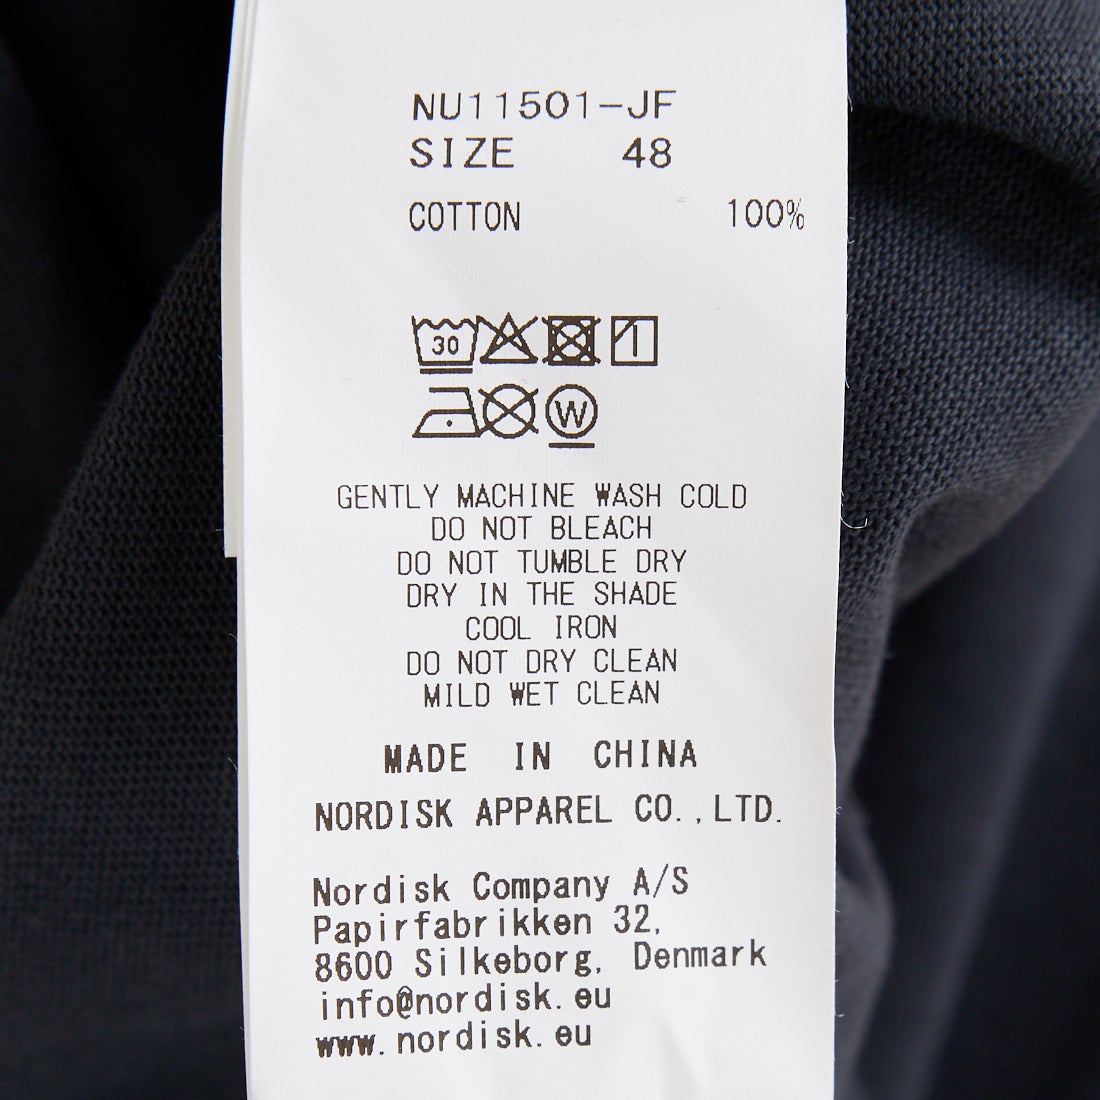 NU11501-JF
SIZE 48
COTTON 100%
30
W
GENTLY MACHINE WASH COLD
DO NOT BLEACH
DO NOT TUMBLE DRY
DRY IN THE SHADE
COOL IRON
DO NOT DRY CLEAN
MILD WET CLEAN
MADE IN CHINA
NORDISK APPAREL CO.,LTD.
Nordisk Company A/S
Papirfabrikken 32,
8600 Silkeborg, Denmark
info@nordisk.eu
www.nordisk.eu